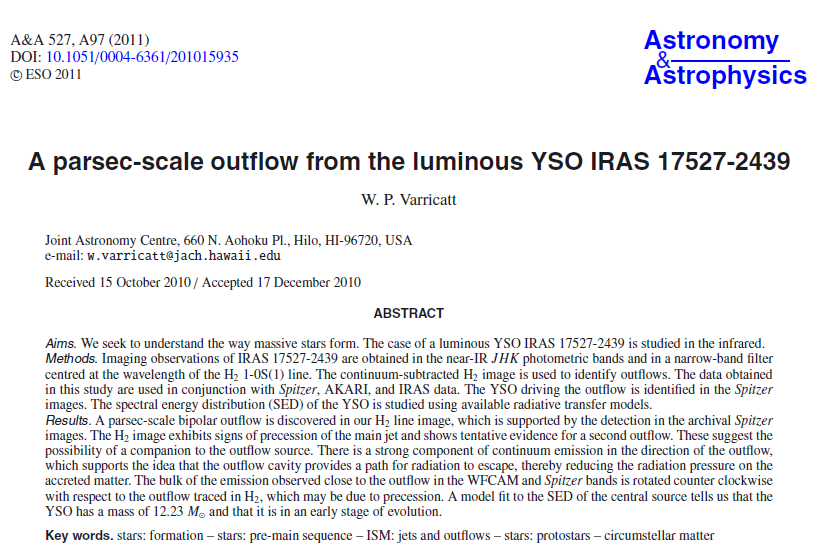 A&A 527, A97 (2011)
DOI: 10.1051/0004-6361/201015935
© ESO 2011
Astronomy
&
Astrophysics
A parsec-scale outflow from the luminous YSO IRAS 17527-2439
W. P. Varricatt
Joint Astronomy Centre, 660 N. Aohoku Pl., Hilo, HI-96720, USA
e-mail: w.varricatt@jach.hawaii.edu
Received 15 October 2010 / Accepted 17 December 2010
ABSTRACT
Aims. We seek to understand the way massive stars form. The case of a luminous YSO IRAS 17527-2439 is studied in the infrared.
Methods. Imaging observations of IRAS 17527-2439 are obtained in the near-IR JHK photometric bands and in a narrow-band filter
centred at the wavelength of the H₂ 1-0S(1) line. The continuum-subtracted H₂ image is used to identify outflows. The data obtained
in this study are used in conjunction with Spitzer, AKARI, and IRAS data. The YSO driving the outflow is identified in the Spitzer
images. The spectral energy distribution (SED) of the YSO is studied using available radiative transfer models.
Results. A parsec-scale bipolar outflow is discovered in our H₂ line image, which is supported by the detection in the archival Spitzer
images. The H₂ image exhibits signs of precession of the main jet and shows tentative evidence for a second outflow. These suggest the
possibility of a companion to the outflow source. There is a strong component of continuum emission in the direction of the outflow,
which supports the idea that the outflow cavity provides a path for radiation to escape, thereby reducing the radiation pressure on the
accreted matter. The bulk of the emission observed close to the outflow in the WFCAM and Spitzer bands is rotated counter clockwise
with respect to the outflow traced in H₂, which may be due to precession. A model fit to the SED of the central source tells us that the
YSO has a mass of 12.23 M☉ and that it is in an early stage of evolution.
Key words. stars: formation – stars: pre-main sequence – ISM: jets and outflows – stars: protostars – circumstellar matter